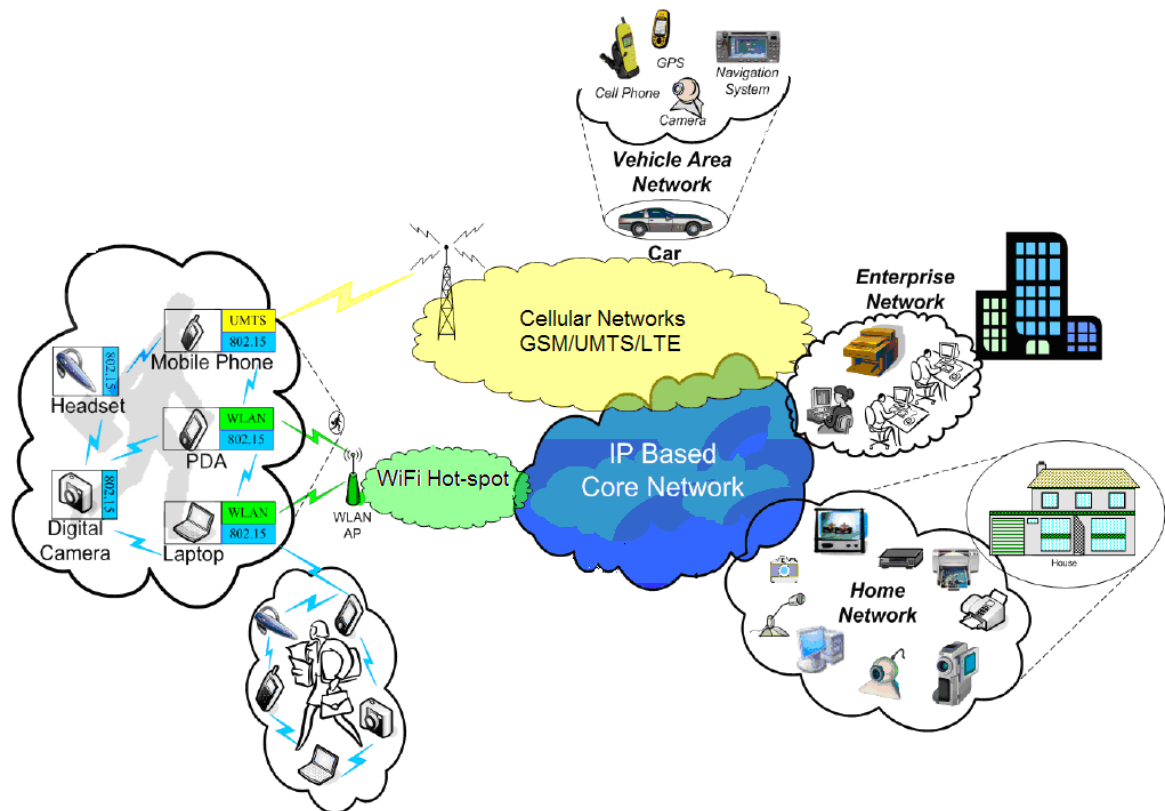 GPS
Navigation
System
Cell Phone
Camera
Vehicle Area
Network
Car
Enterprise
Network
Cellular Networks
GSM/UMTS/LTE
UMTS
802.15
Mobile Phone
802.15
Headset
WLAN
802.15
PDA
802.15
Digital
Camera
WLAN
802.15
Laptop
WLAN
AP
WiFi Hot-spot
IP Based
Core Network
House
Home
Network